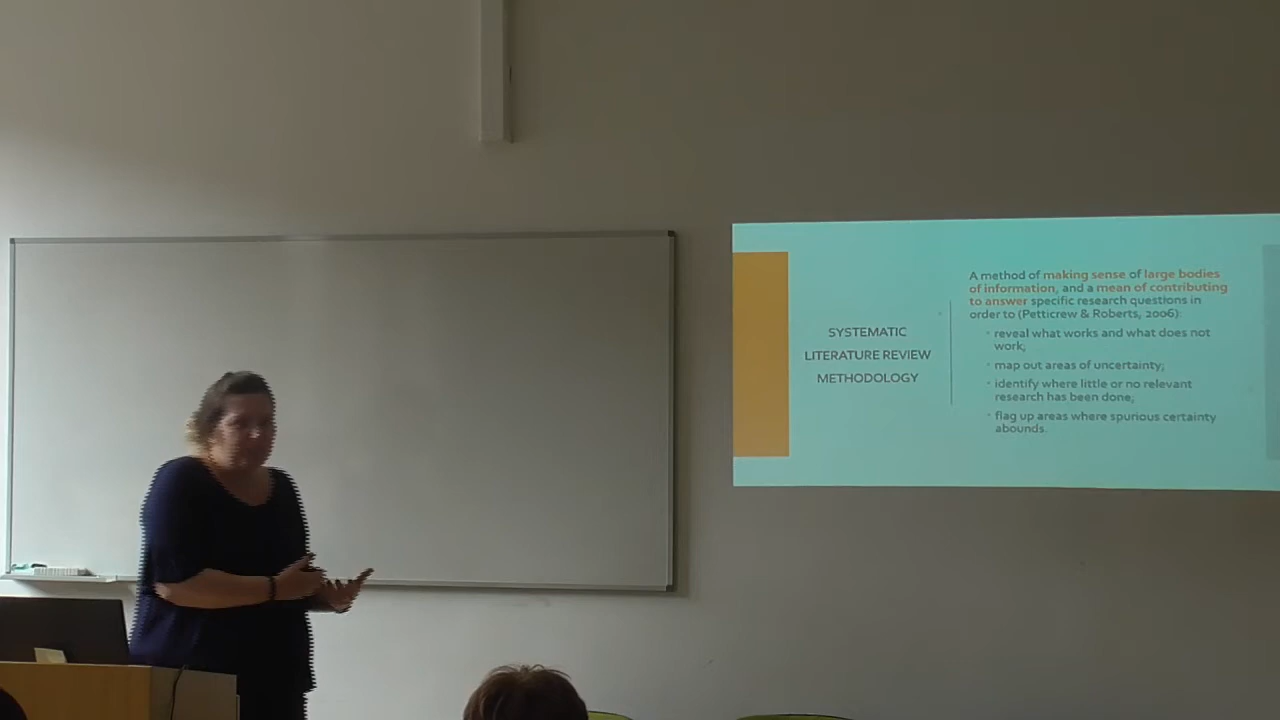 SYSTEMATIC
LITERATURE REVIEW
METHODOLOGY
A method of making sense of large bodies
of information, and a mean of contributing
to answer specific research questions in
order to (Petticrew & Roberts, 2006):
• reveal what works and what does not
work;
• map out areas of uncertainty;
• identify where little or no relevant
research has been done;
• flag up areas where spurious certainty
abounds.